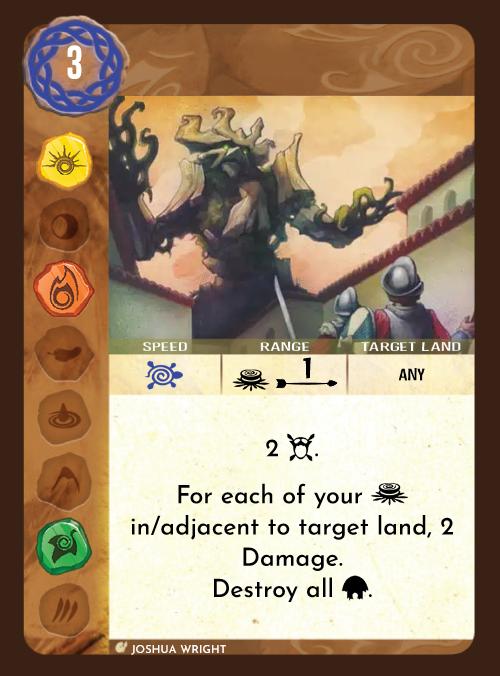 3
SPEED RANGE TARGET LAND
1 ANY
2 .
For each of your
in/adjacent to target land, 2
Damage.
Destroy all .
JOSHUA WRIGHT